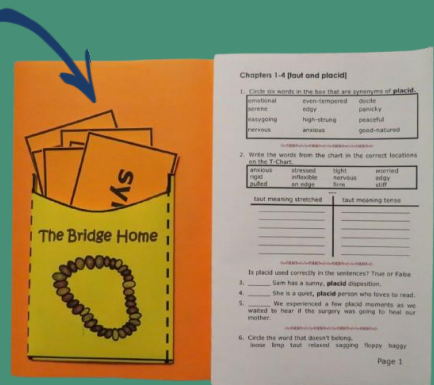 sy
The Bridge Home
Chapters 1-4 (taut and placid)
1. Circle six words in the box that are synonyms of placid.
emotional even-tempered docile
serene edgy panicky
easygoing high-strung peaceful
nervous anxious good-natured
2. Write the words from the chart in the correct locations
on the T-Chart.
anxious stressed tight worried
rigid inflexible nervous edgy
pulled on edge firm stiff
taut meaning stretched taut meaning tense
Is placid used correctly in the sentences? True or False
3. ______ Sam has a sunny, placid disposition.
4. ______ She is a quiet, placid person who loves to read.
5. ______ We experienced a few placid moments as we
waited to hear if the surgery was going to heal our
mother.
6. Circle the word that doesn't belong.
loose limp taut relaxed sagging floppy baggy
Page 1